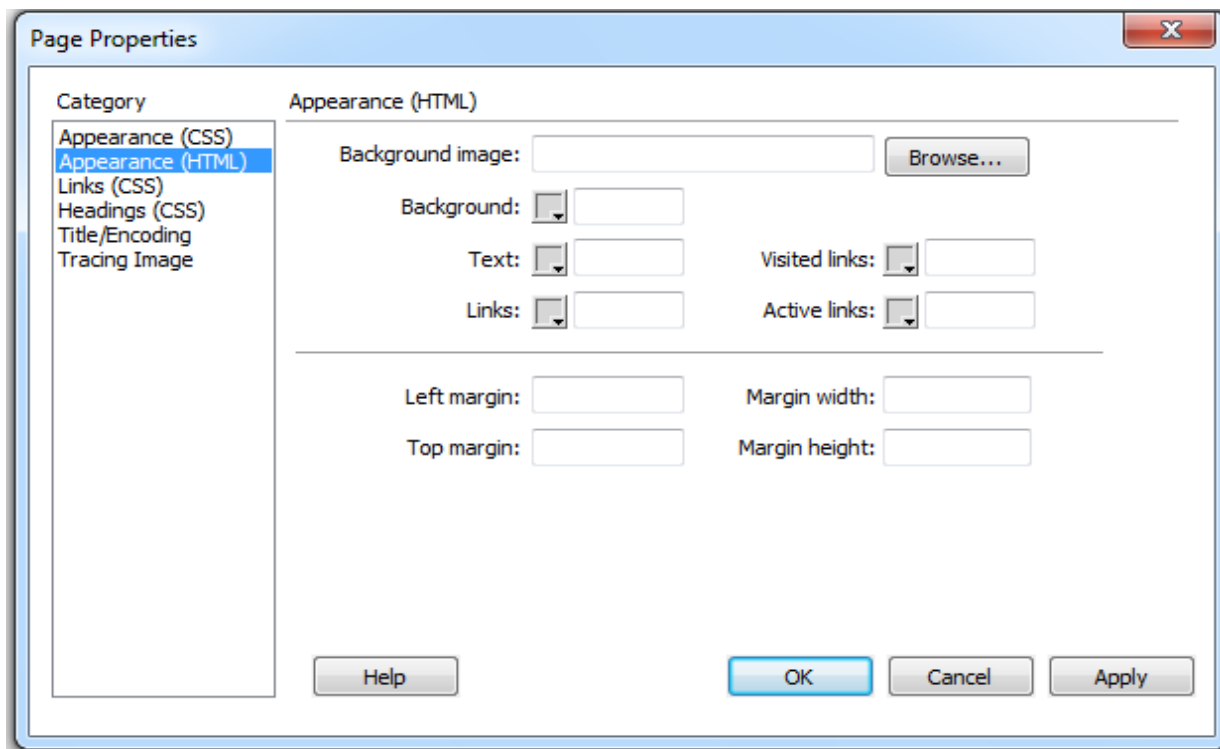 Page Properties
Category
Appearance (CSS)
Appearance (HTML)
Links (CSS)
Headings (CSS)
Title/Encoding
Tracing Image
Appearance (HTML)
Background image: Browse...
Background:
Text: Visited links:
Links: Active links:
Left margin: Margin width:
Top margin: Margin height:
Help OK Cancel Apply